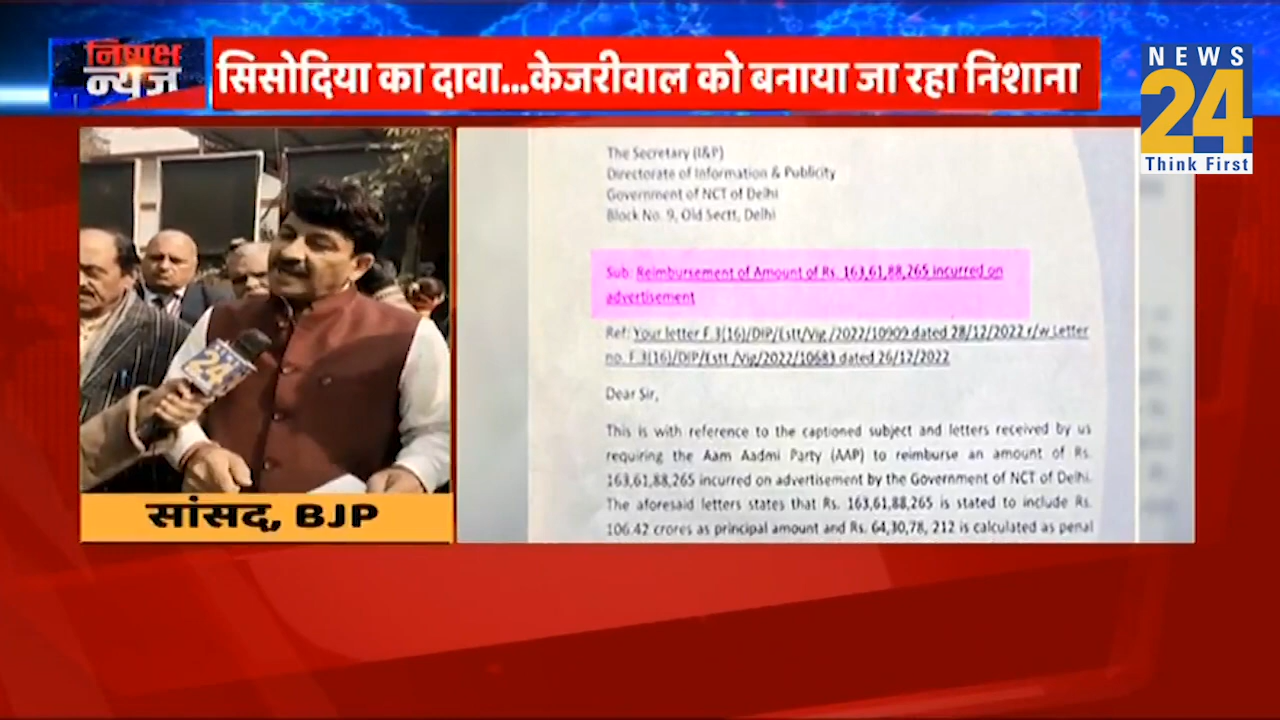 निष्पक्ष
न्यूज़
सिसोदिया का दावा...केजरीवाल को बनाया जा रहा निशाना
NEWS
24
Think First
24
सांसद, BJP
The Secretary (I&P)
Directorate of Information & Publicity
Government of NCT of Delhi
Block No. 9, Old Sectt, Delhi
Sub: Reimbursement of Amount of Rs. 163,61,88,265 incurred on
advertisement
Ref: Your letter F.3(16)/DIP/Estt/Vig./2022/10909 dated 28/12/2022 r/w Letter
no. F.3(16)/DIP/Estt./Vig/2022/10683 dated 26/12/2022
Dear Sir,
This is with reference to the captioned subject and letters received by us
requiring the Aam Aadmi Party (AAP) to reimburse an amount of Rs.
163,61,88,265 incurred on advertisement by the Government of NCT of Delhi.
The aforesaid letters states that Rs. 163,61,88,265 is stated to include Rs.
106.42 crores as principal amount and Rs. 64,30,78, 212 is calculated as penal